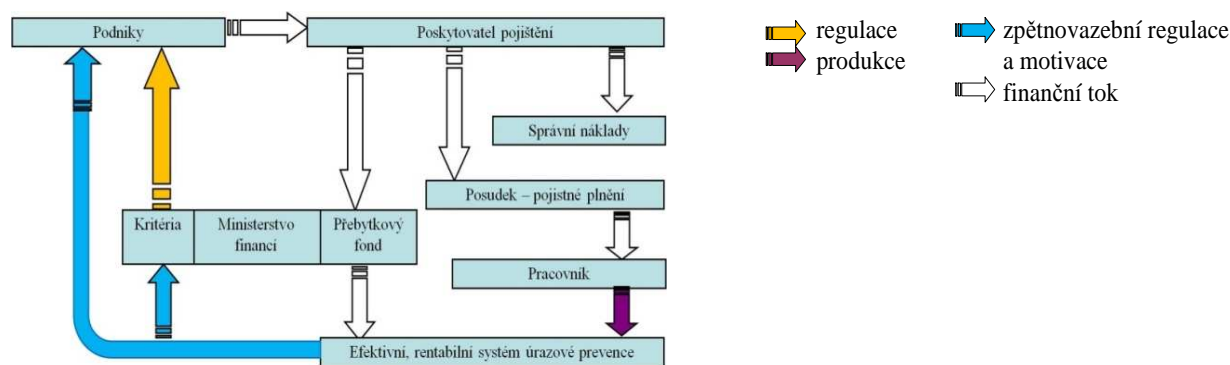 Podniky
Poskytovatel pojištění
Správní náklady
Posudek – pojistné plnění
Kritéria
Ministerstvo
financí
Přebytkový
fond
Pracovník
Efektivní, rentabilní systém úrazové prevence
regulace
produkce
zpětnovazební regulace
a motivace
finanční tok